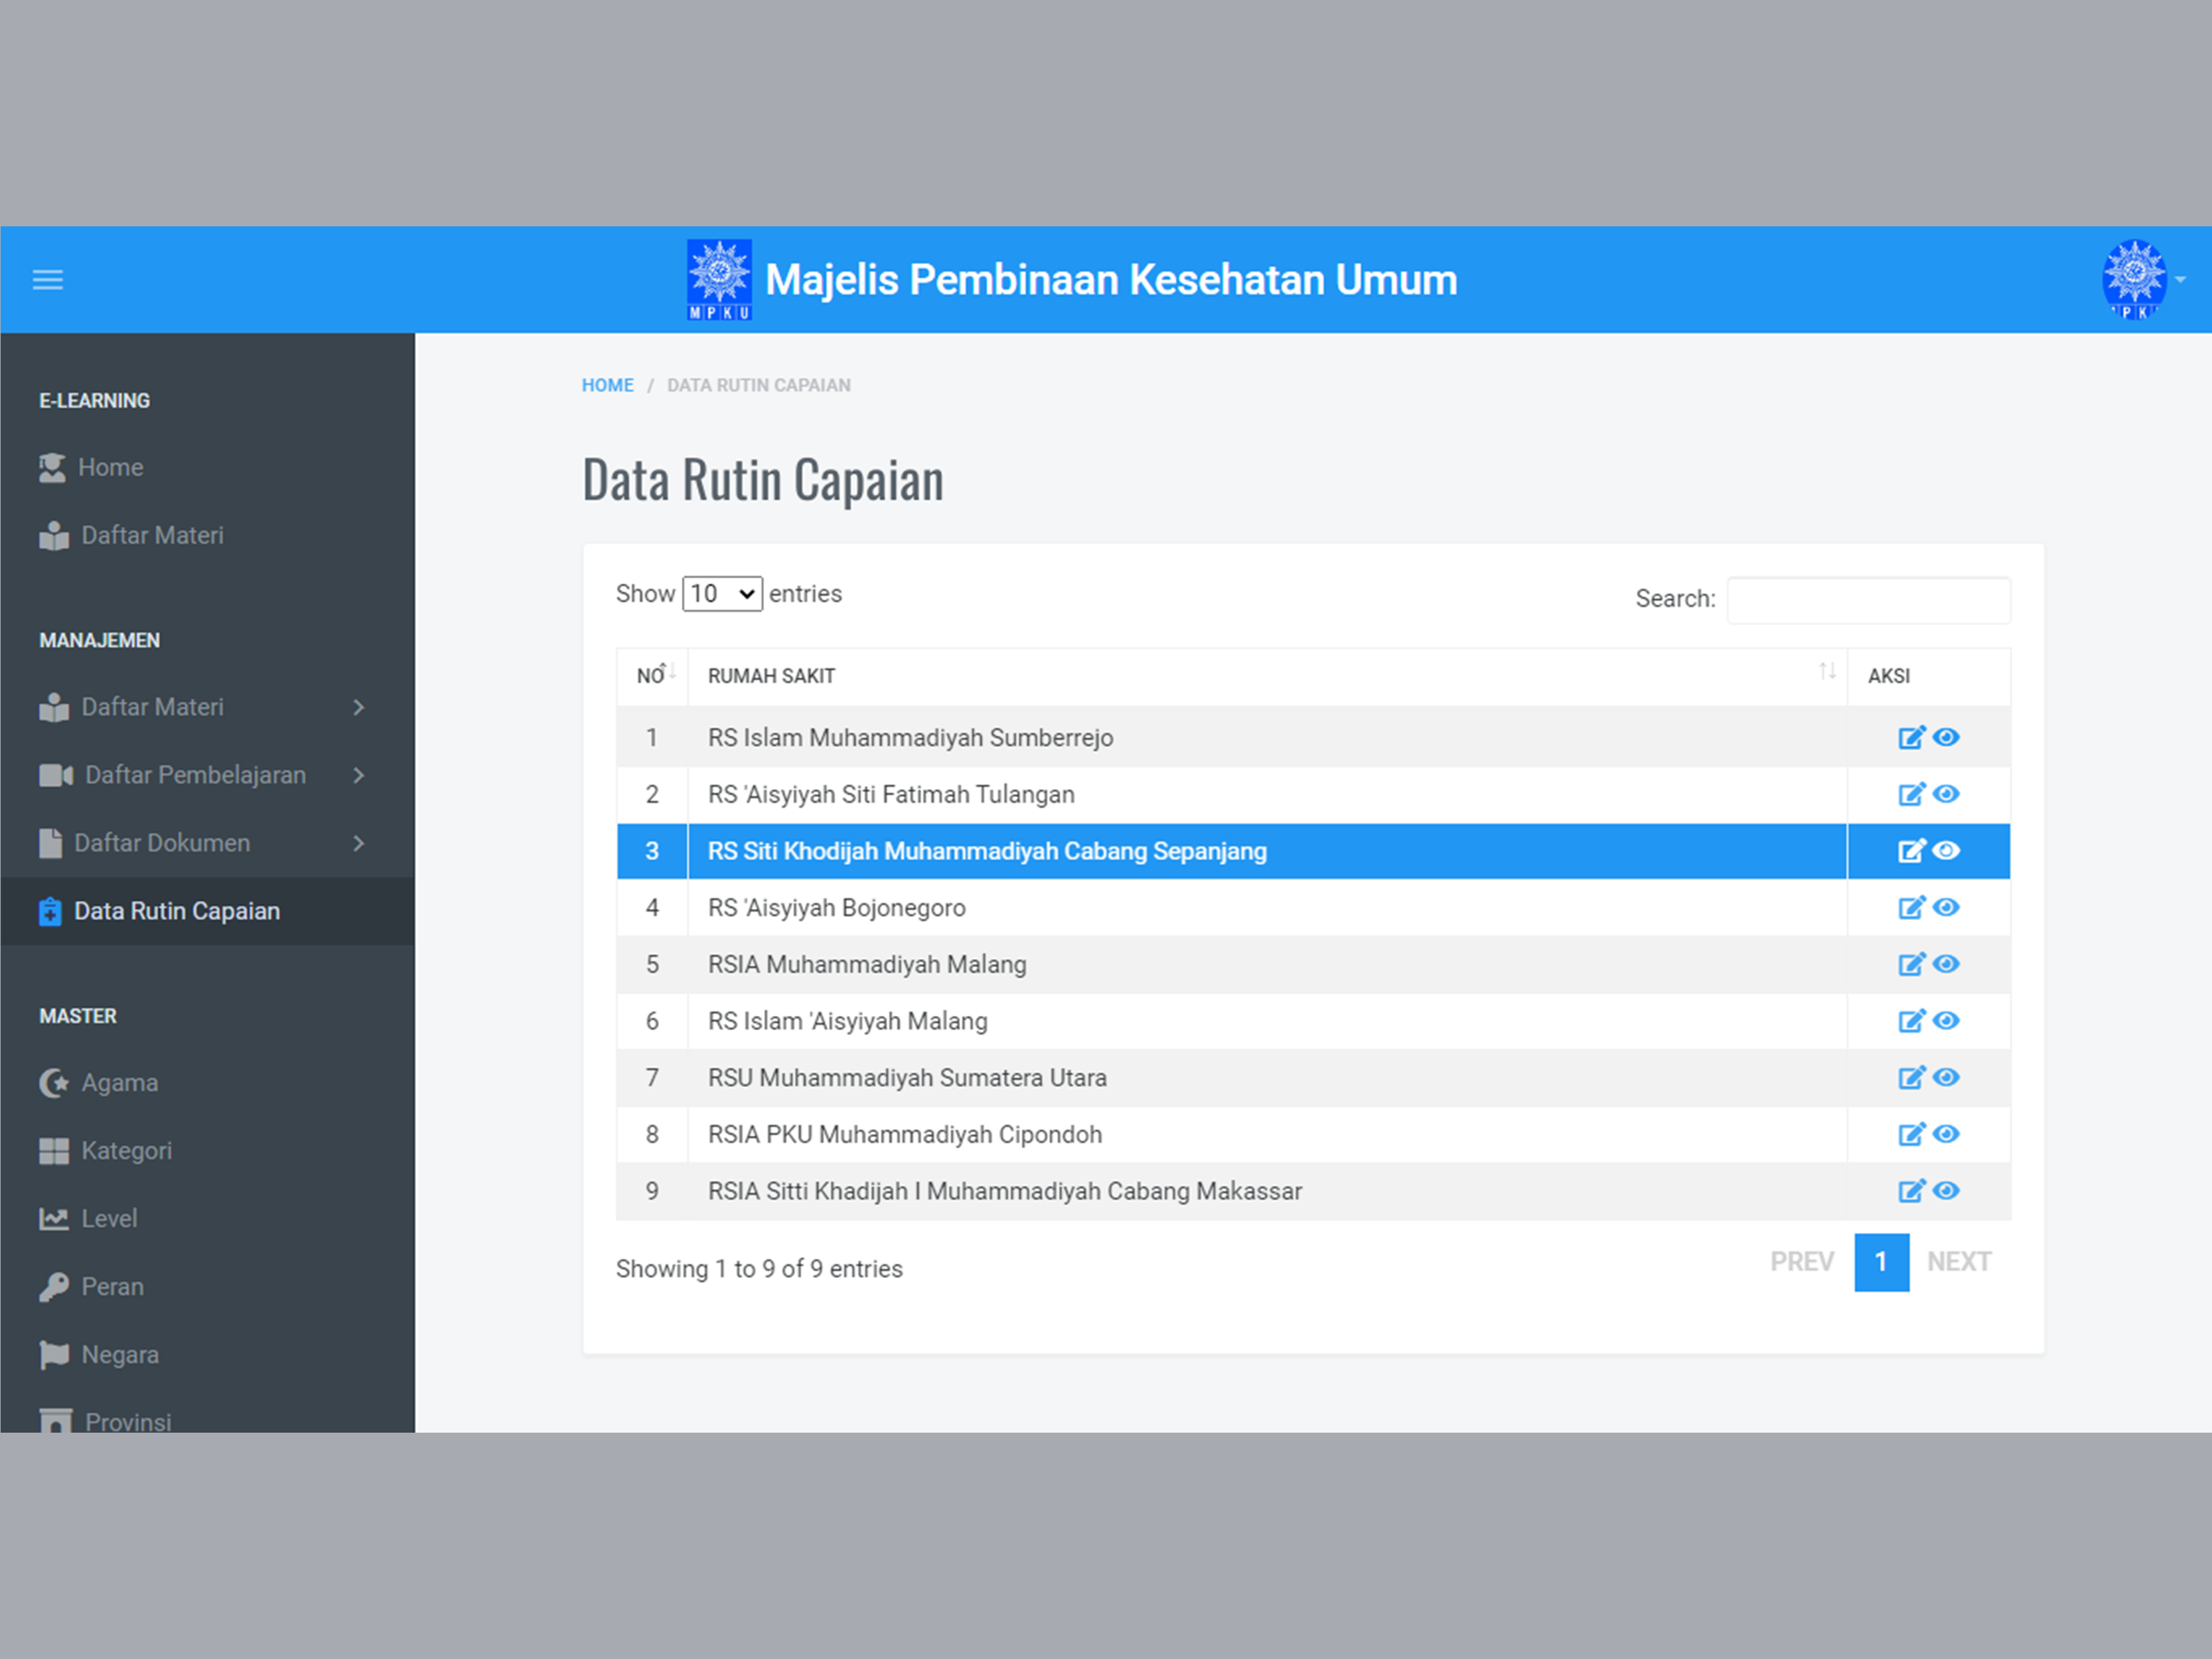 MPKU
Majelis Pembinaan Kesehatan Umum
PK
E-LEARNING
Home
Daftar Materi
MANAJEMEN
Daftar Materi
Daftar Pembelajaran
Daftar Dokumen
Data Rutin Capaian
MASTER
Agama
Kategori
Level
Peran
Negara
Provinsi
HOME / DATA RUTIN CAPAIAN
Data Rutin Capaian
Show 10 entries
Search:
NO RUMAH SAKIT AKSI
1 RS Islam Muhammadiyah Sumberrejo
2 RS 'Aisyiyah Siti Fatimah Tulangan
3 RS Siti Khodijah Muhammadiyah Cabang Sepanjang
4 RS 'Aisyiyah Bojonegoro
5 RSIA Muhammadiyah Malang
6 RS Islam 'Aisyiyah Malang
7 RSU Muhammadiyah Sumatera Utara
8 RSIA PKU Muhammadiyah Cipondoh
9 RSIA Sitti Khadijah I Muhammadiyah Cabang Makassar
Showing 1 to 9 of 9 entries
PREV 1 NEXT